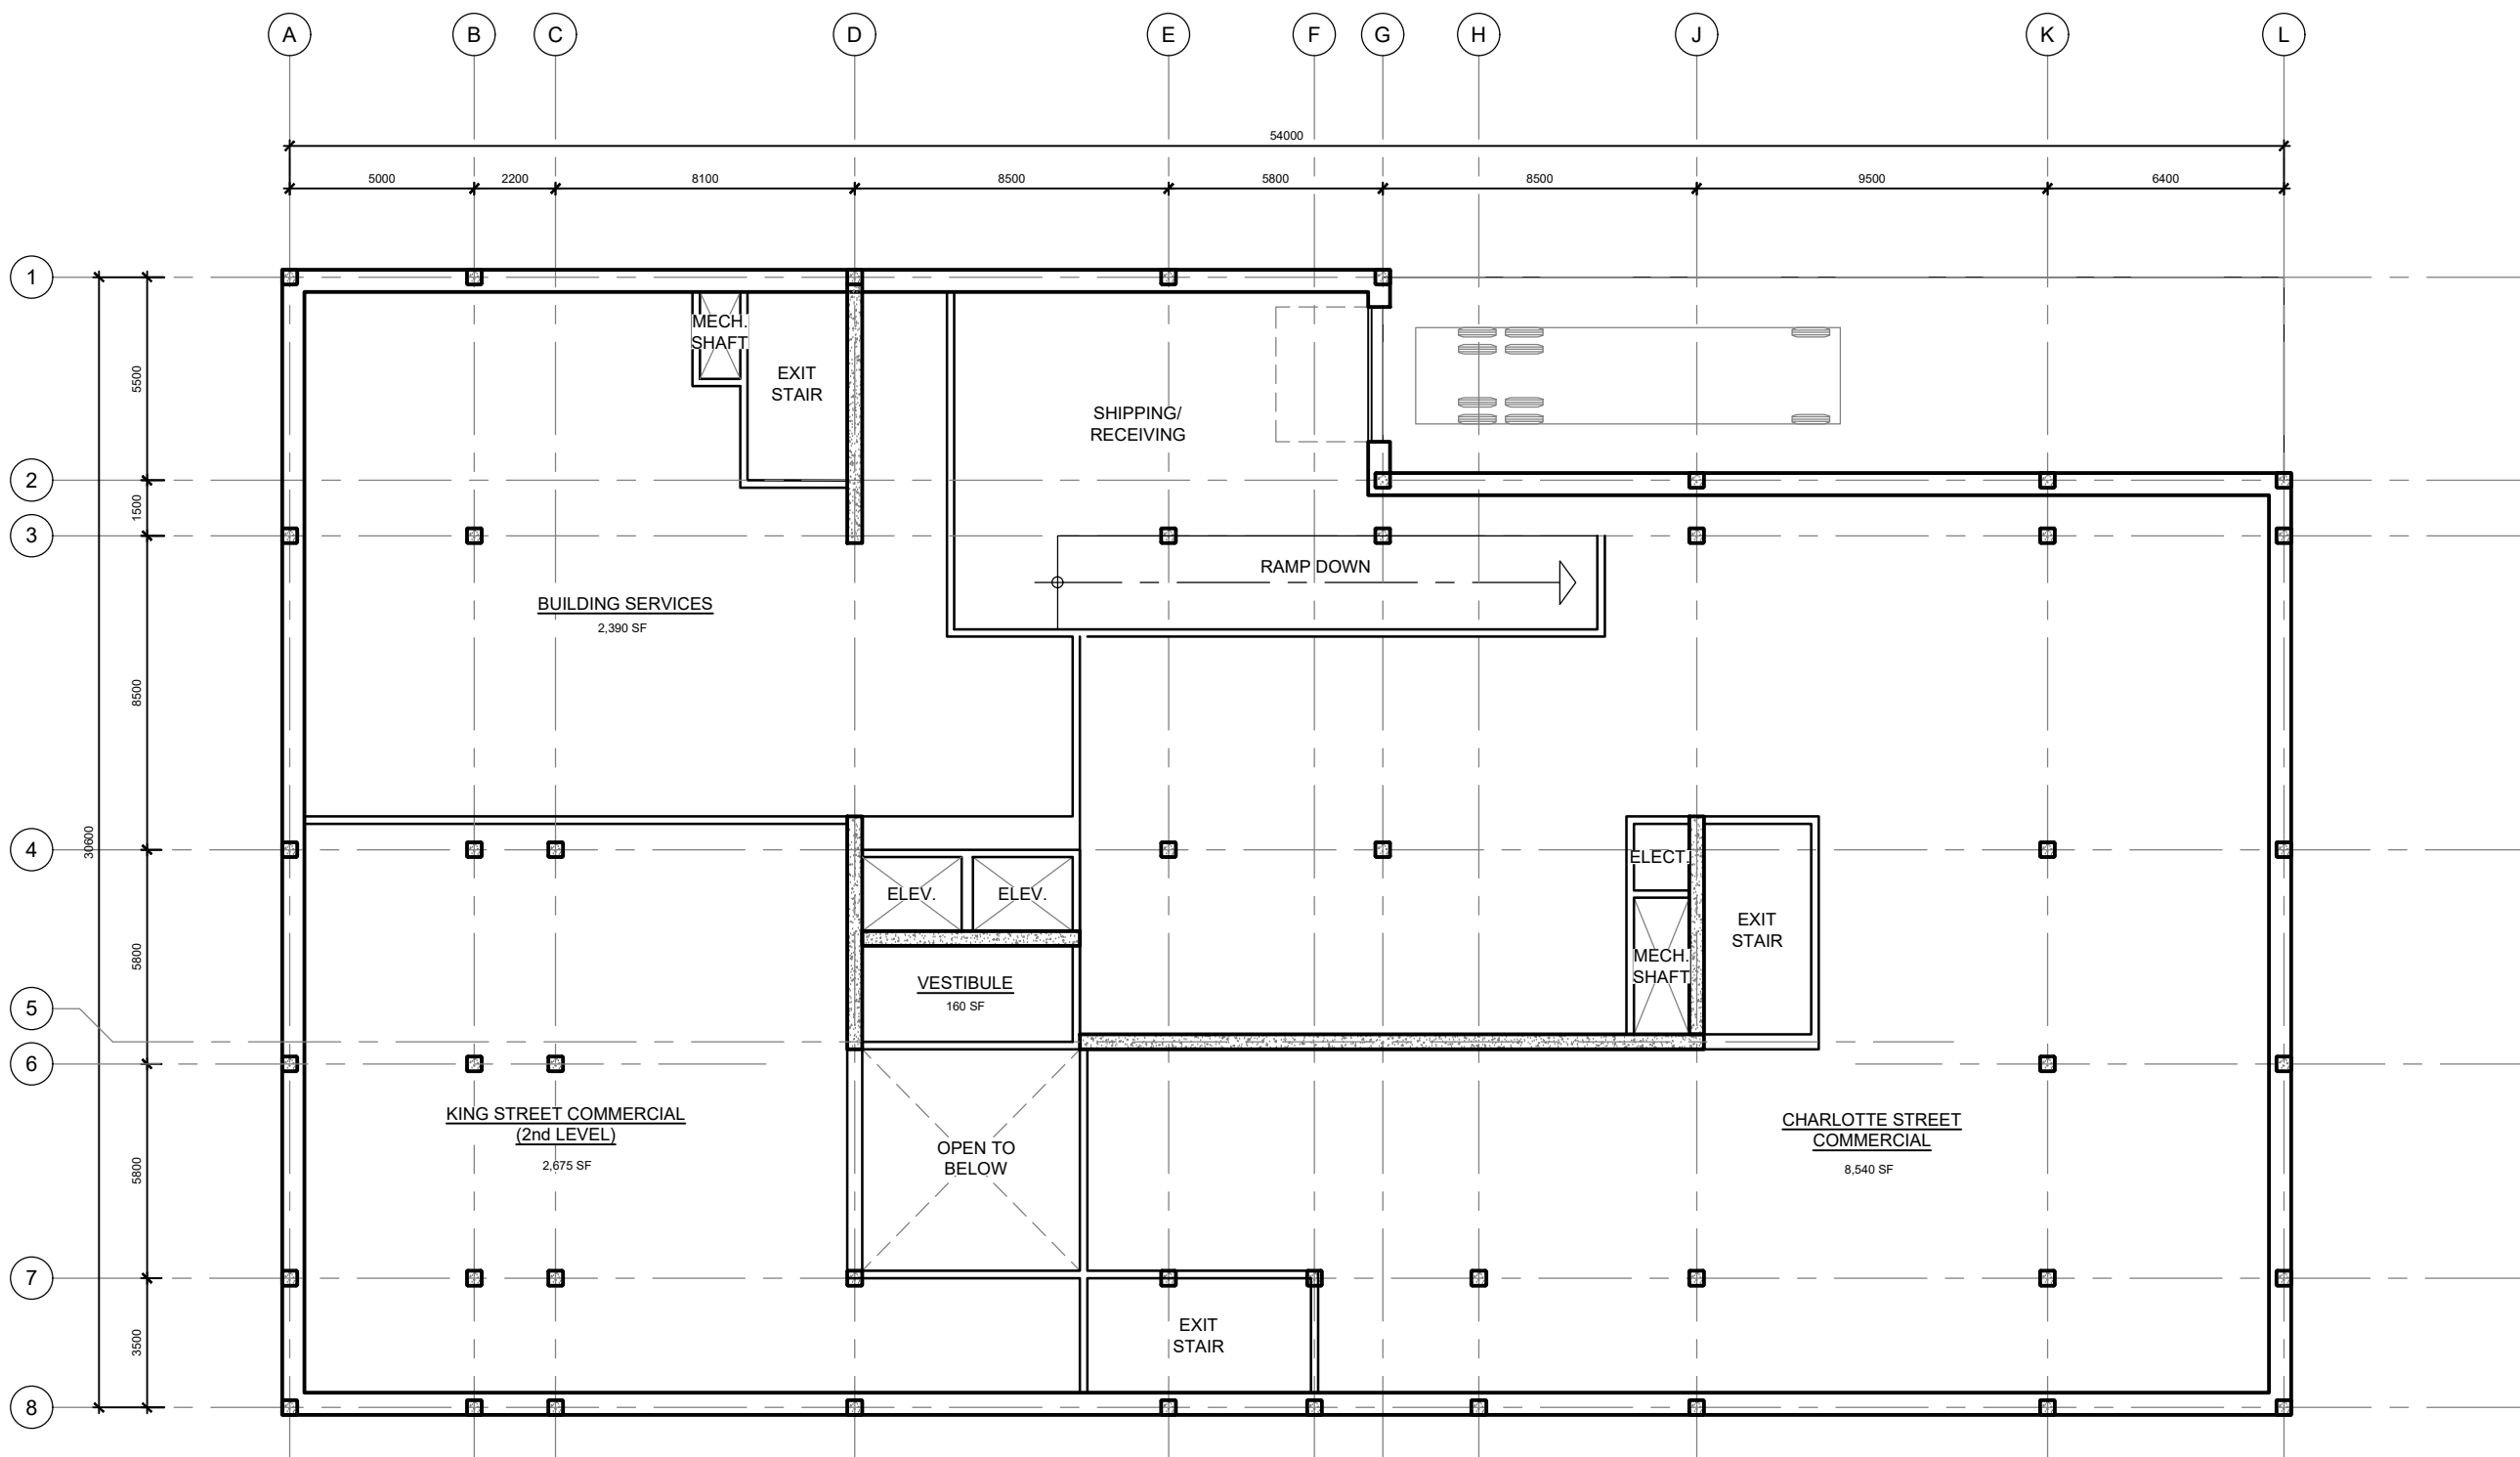 A B C D E F G H J K L
54000
5000 2200 8100 8500 5800 8500 9500 6400
1
MECH.
SHAFT
EXIT
STAIR
5500
SHIPPING/
RECEIVING
2
1500
3
RAMP DOWN
BUILDING SERVICES
2,390 SF
8500
30600
4
ELEV. ELEV.
ELECT.
EXIT
STAIR
MECH.
SHAFT
5800
VESTIBULE
160 SF
5
6
KING STREET COMMERCIAL
(2nd LEVEL)
2,675 SF
OPEN TO
BELOW
CHARLOTTE STREET
COMMERCIAL
8,540 SF
5800
7
EXIT
STAIR
3500
8